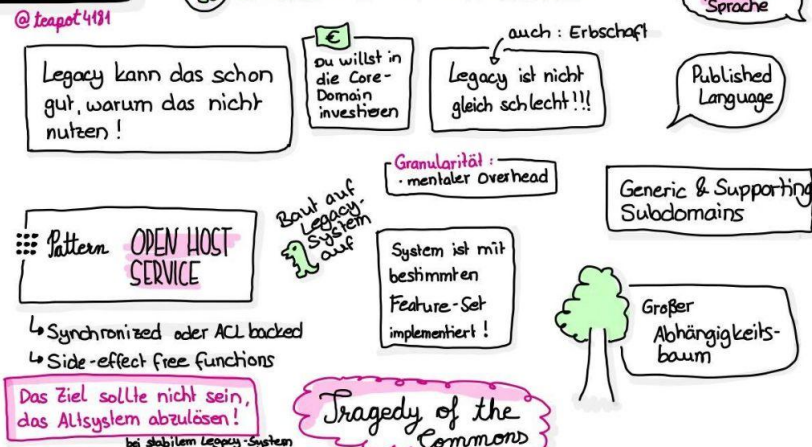 @teapot4181
Sprache
auch : Erbschaft
€
Du willst in
die Core-
Domain
investieren
Legacy kann das schon
gut, warum das nicht
nutzen !
Legacy ist nicht
gleich schlecht!!!
Published
Language
Granularität :
· mentaler Overhead
Generic & Supporting
Subdomains
Baut auf
Legacy-
System
auf
Pattern OPEN HOST
SERVICE
System ist mit
bestimmten
Feature-Set
implementiert !
Großer
Abhängigkeits-
baum
Synchronized oder ACL backed
Side-effect free functions
Das Ziel sollte nicht sein,
das Altsystem abzulösen!
bei stabilem Legacy-System
Tragedy of the
Commons